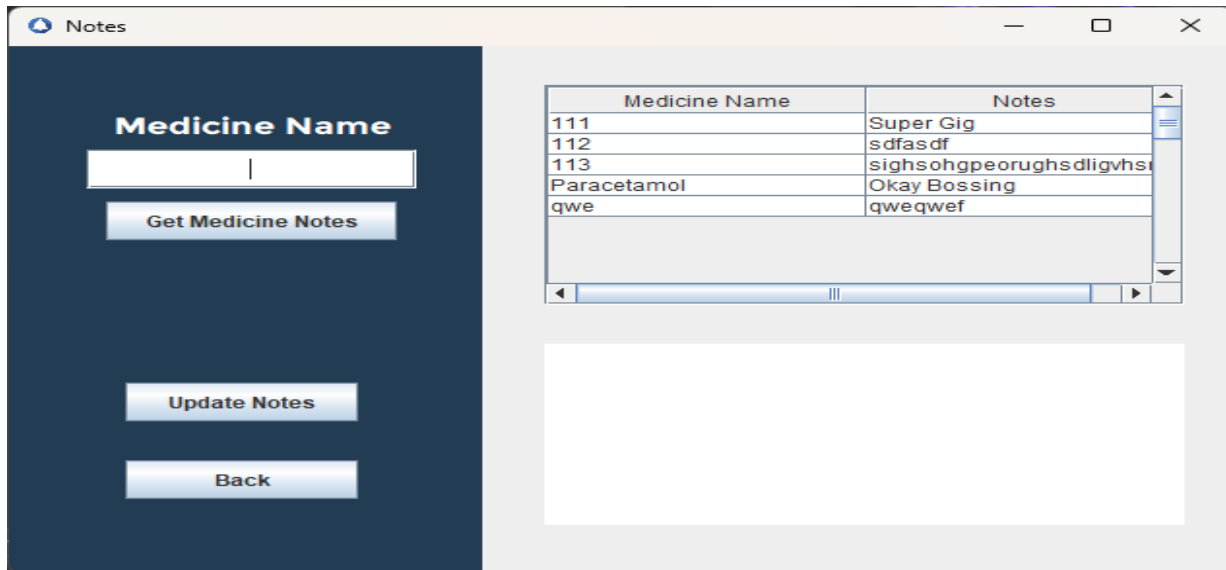 Notes
Medicine Name
Get Medicine Notes
Update Notes
Back
Medicine Name Notes
111 Super Gig
112 sdfasdf
113
Paracetamol Okay Bossing
qwe qweqwef